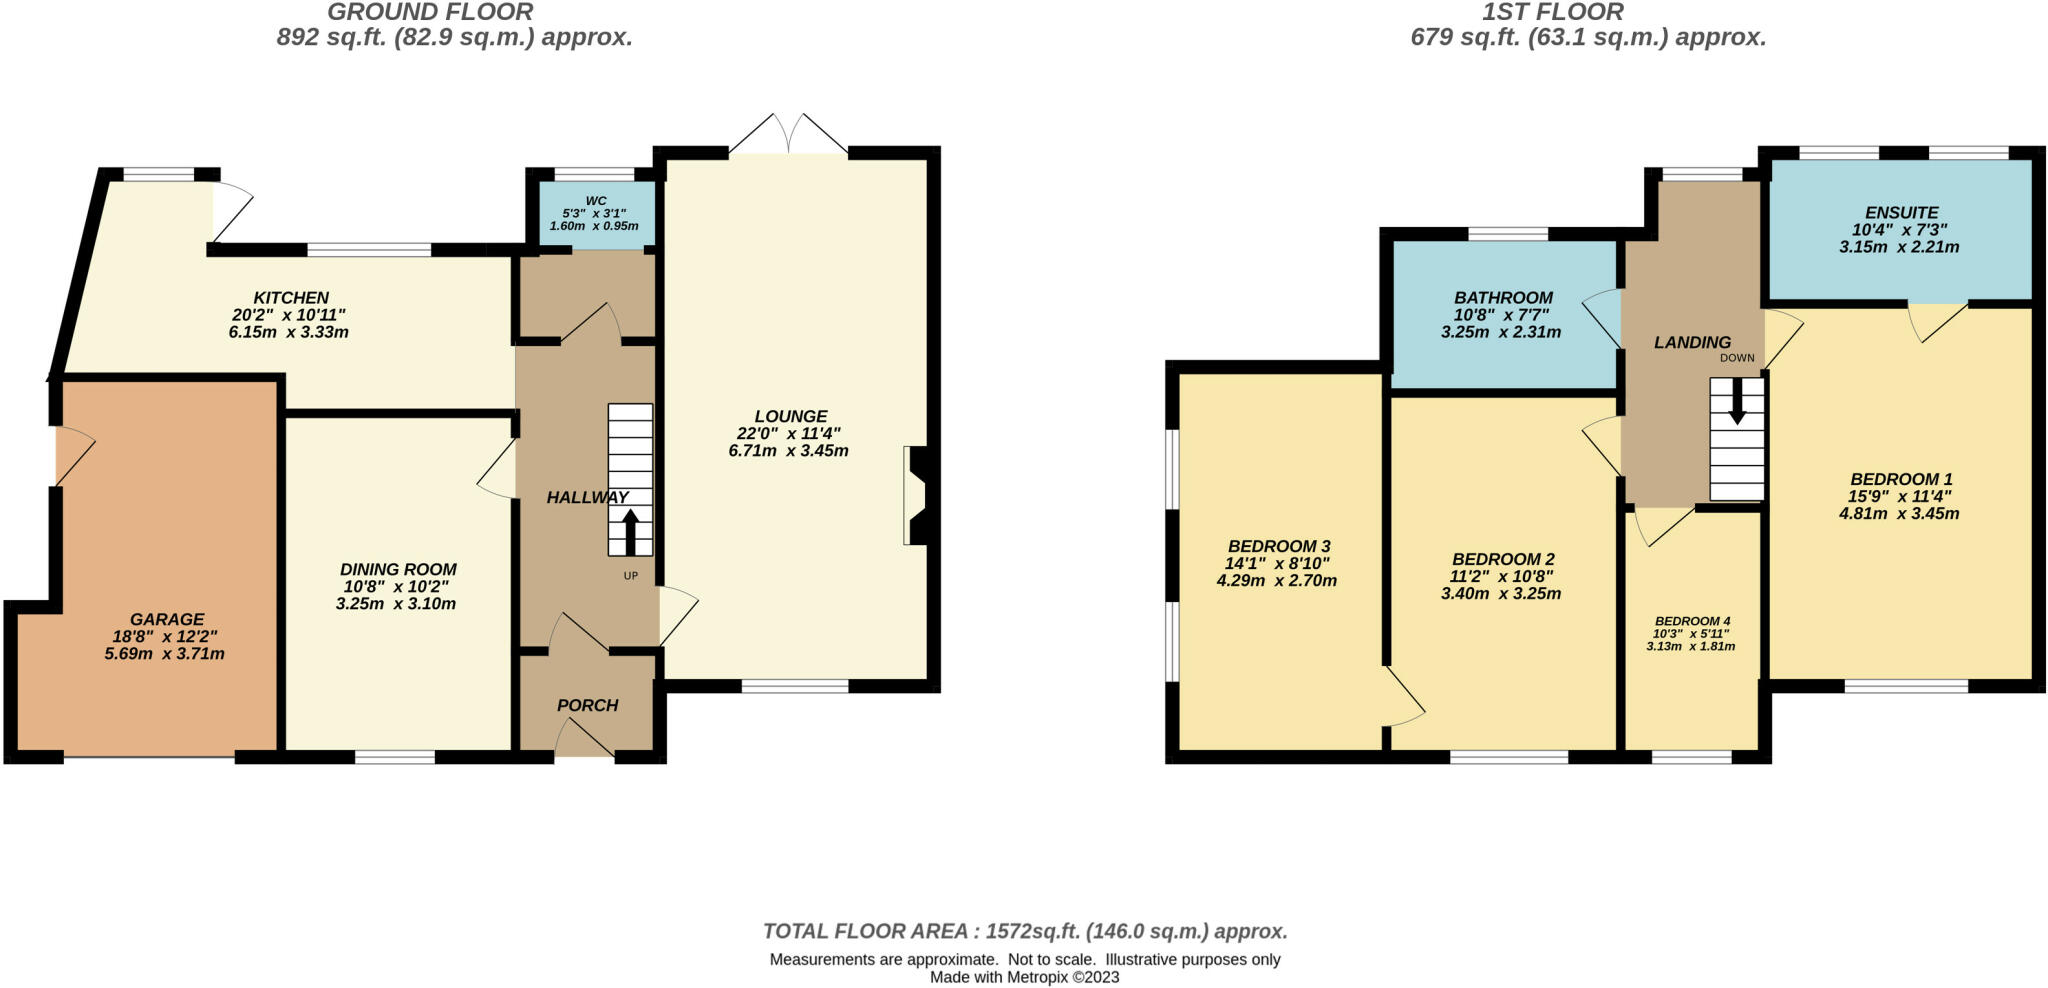 GROUND FLOOR
892 sq.ft. (82.9 sq.m.) approx.
1ST FLOOR
679 sq.ft. (63.1 sq.m.) approx.
WC
5'3" x 3'1"
1.60m x 0.95m
KITCHEN
20'2" x 10'11"
6.15m x 3.33m
LOUNGE
22'0" x 11'4"
6.71m x 3.45m
HALLWAY
UP
DINING ROOM
10'8" x 10'2"
3.25m x 3.10m
GARAGE
18'8" x 12'2"
5.69m x 3.71m
PORCH
ENSUITE
10'4" x 7'3"
3.15m x 2.21m
BATHROOM
10'8" x 7'7"
3.25m x 2.31m
LANDING
DOWN
BEDROOM 1
15'9" x 11'4"
4.81m x 3.45m
BEDROOM 3
14'1" x 8'10"
4.29m x 2.70m
BEDROOM 2
11'2" x 10'8"
3.40m x 3.25m
BEDROOM 4
10'3" x 5'11"
3.13m x 1.81m
TOTAL FLOOR AREA : 1572sq.ft. (146.0 sq.m.) approx.
Measurements are approximate. Not to scale. Illustrative purposes only
Made with Metropix ©2023